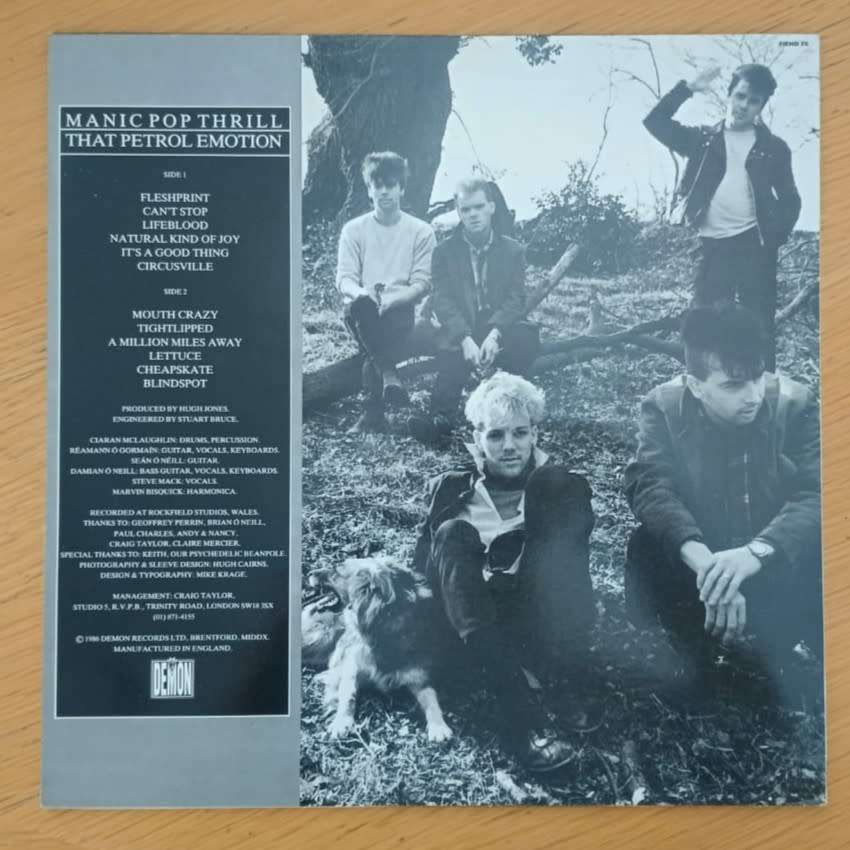 FIEND 70
MANIC POP THRILL
THAT PETROL EMOTION
SIDE 1
FLESHPRINT
CAN'T STOP
LIFEBLOOD
NATURAL KIND OF JOY
IT'S A GOOD THING
CIRCUSVILLE
SIDE 2
MOUTH CRAZY
TIGHTLIPPED
A MILLION MILES AWAY
LETTUCE
CHEAPSKATE
BLINDSPOT
PRODUCED BY HUGH JONES.
ENGINEERED BY STUART BRUCE.
CIARAN MCLAUGHLIN: DRUMS, PERCUSSION.
RÉAMANN Ó GORMAIN: GUITAR, VOCALS, KEYBOARDS.
SEÁN Ó NÉILL: GUITAR.
DAMIAN Ó NÉILL: BASS GUITAR, VOCALS, KEYBOARDS.
STEVE MACK: VOCALS.
MARVIN BISQUICK: HARMONICA.
RECORDED AT ROCKFIELD STUDIOS, WALES.
THANKS TO: GEOFFREY PERRIN, BRIAN Ó NEILL,
PAUL CHARLES, ANDY & NANCY,
CRAIG TAYLOR, CLAIRE MERCIER.
SPECIAL THANKS TO: KEITH, OUR PSYCHEDELIC BEANPOLE.
PHOTOGRAPHY & SLEEVE DESIGN: HUGH CAIRNS.
DESIGN & TYPOGRAPHY: MIKE KRAGE.
MANAGEMENT: CRAIG TAYLOR,
STUDIO 5, R.V.P.B., TRINITY ROAD, LONDON SW18 3SX
(01) 871-4155
© 1986 DEMON RECORDS LTD, BRENTFORD, MIDDX.
MANUFACTURED IN ENGLAND.
DEMON